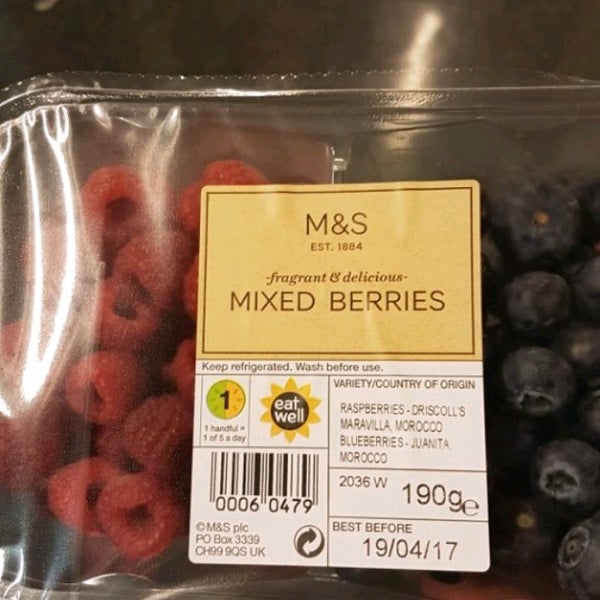 M&S
EST. 1884
-fragrant & delicious-
MIXED BERRIES
Keep refrigerated. Wash before use.
1
1 handful =
1 of 5 a day
eat
well
0006 0479
©M&S plc
PO Box 3339
CH99 9QS UK
VARIETY/COUNTRY OF ORIGIN
RASPBERRIES - DRISCOLL'S
MARAVILLA, MOROCCO
BLUEBERRIES - JUANITA,
MOROCCO
2036 W 190g e
BEST BEFORE
19/04/17